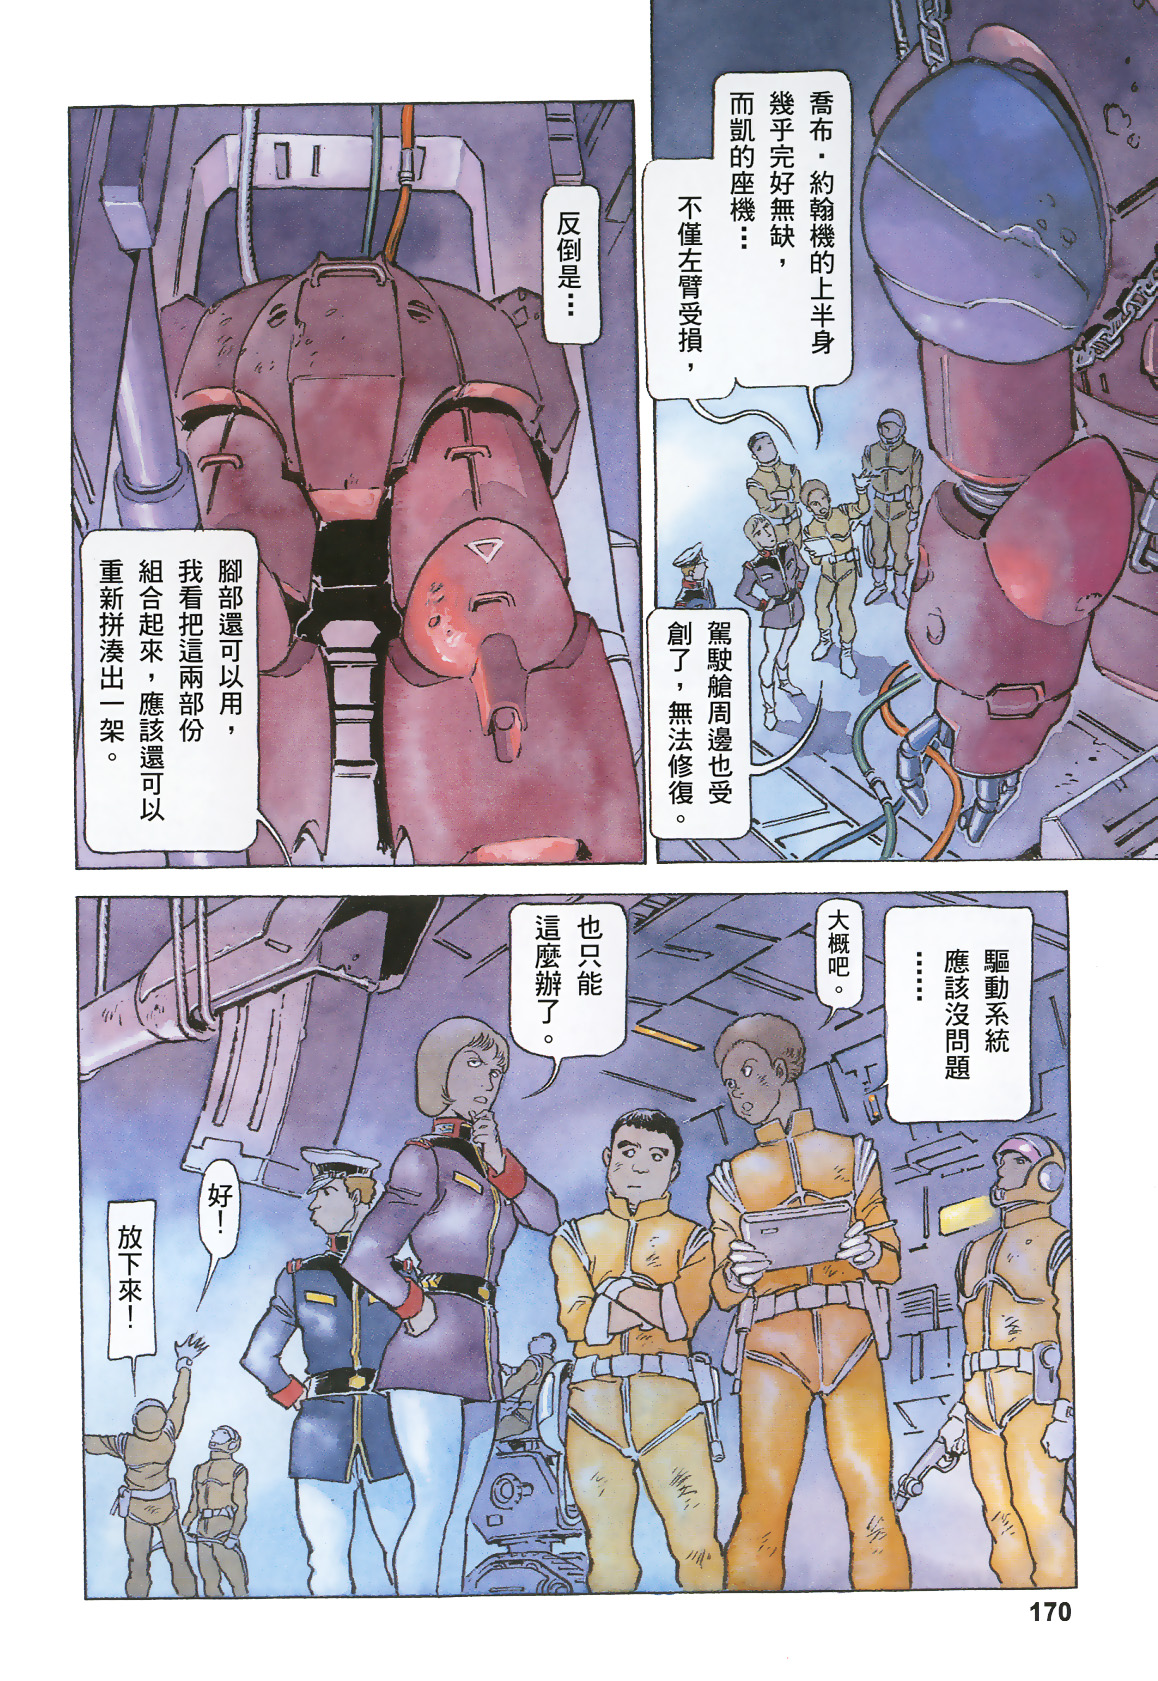 喬布・約翰機的上半身
幾乎完好無缺，
而凱的座機…
不僅左臂受損，
駕駛艙周邊也受
創了，無法修復。
反倒是…
腳部還可以用，
我看把這兩部份
組合起來，應該還可以
重新拼湊出一架。
驅動系統
應該沒問題
……
大概吧。
也只能
這麼辦了。
好！
放下來！
170